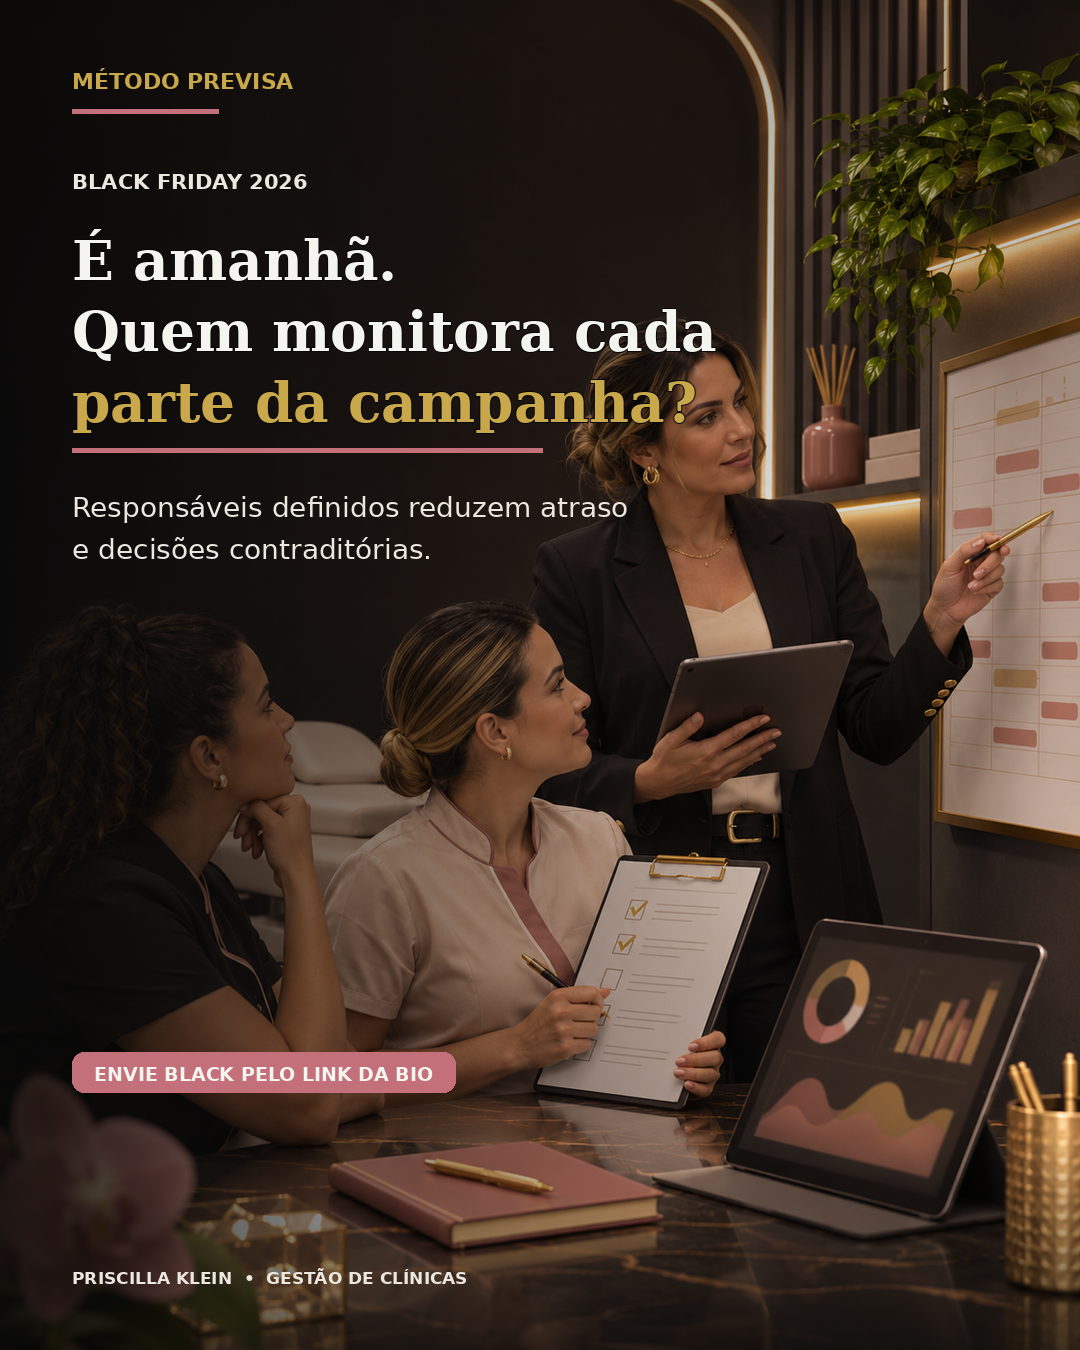 MÉTODO PREVISA
BLACK FRIDAY 2026
É amanhã.
Quem monitora cada
parte da campanha?
Responsáveis definidos reduzem atraso
e decisões contraditórias.
ENVIE BLACK PELO LINK DA BIO
PRISCILLA KLEIN • GESTÃO DE CLÍNICAS